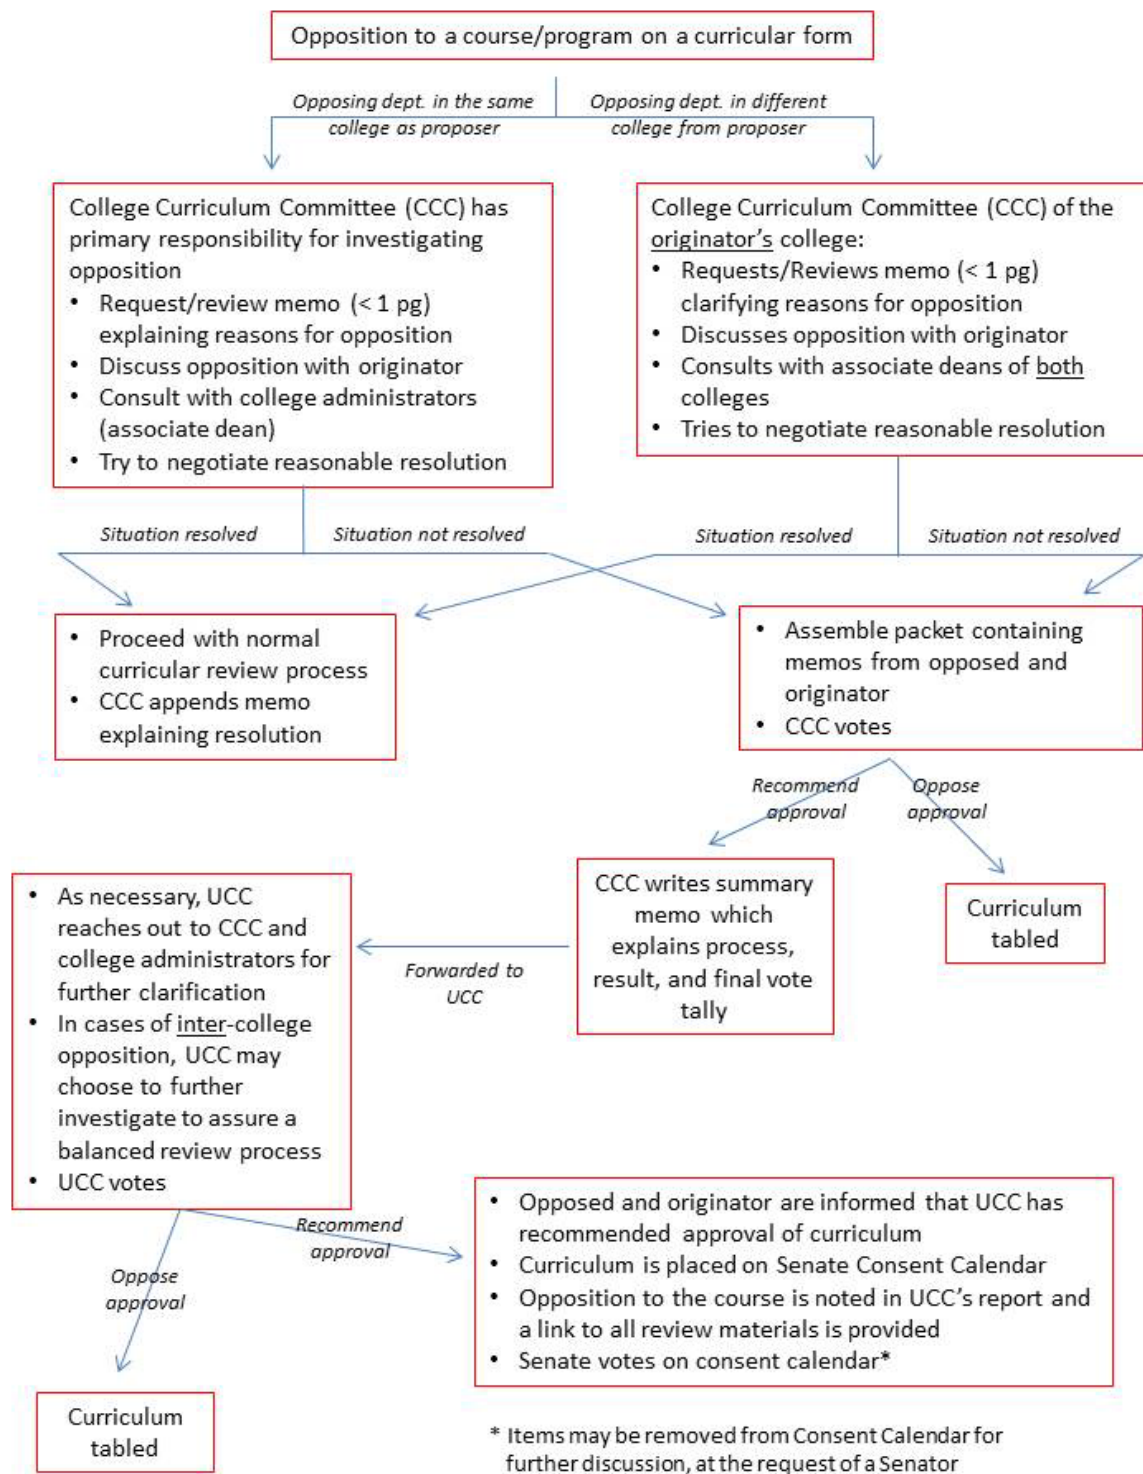 Opposition to a course/program on a curricular form
Opposing dept. in the same
college as proposer
Opposing dept. in different
college from proposer
College Curriculum Committee (CCC) has
primary responsibility for investigating
opposition
• Request/review memo (< 1 pg)
explaining reasons for opposition
• Discuss opposition with originator
• Consult with college administrators
(associate dean)
• Try to negotiate reasonable resolution
College Curriculum Committee (CCC) of the
originator's college:
• Requests/Reviews memo (< 1 pg)
clarifying reasons for opposition
• Discusses opposition with originator
• Consults with associate deans of both
colleges
• Tries to negotiate reasonable resolution
Situation resolved
Situation not resolved
Situation resolved
Situation not resolved
• Proceed with normal
curricular review process
• CCC appends memo
explaining resolution
• Assemble packet containing
memos from opposed and
originator
• CCC votes
Recommend
approval
Oppose
approval
CCC writes summary
memo which
explains process,
result, and final vote
tally
Curriculum
tabled
Forwarded to
UCC
• As necessary, UCC
reaches out to CCC and
college administrators for
further clarification
• In cases of inter-college
opposition, UCC may
choose to further
investigate to assure a
balanced review process
• UCC votes
Recommend
approval
Oppose
approval
• Opposed and originator are informed that UCC has
recommended approval of curriculum
• Curriculum is placed on Senate Consent Calendar
• Opposition to the course is noted in UCC's report and
a link to all review materials is provided
• Senate votes on consent calendar*
Curriculum
tabled
* Items may be removed from Consent Calendar for
further discussion, at the request of a Senator